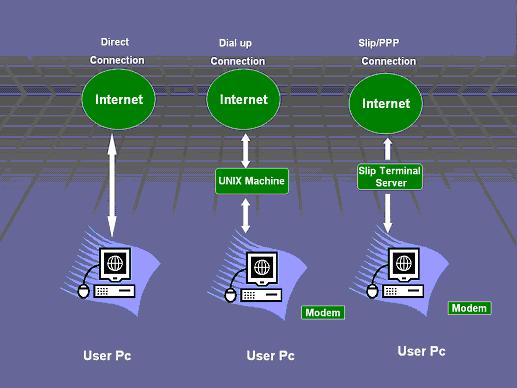 Direct
Connection
Dial up
Connection
Slip/PPP
Connection
Internet
Internet
Internet
UNIX Machine
Slip Terminal
Server
Modem
Modem
User Pc
User Pc
User Pc